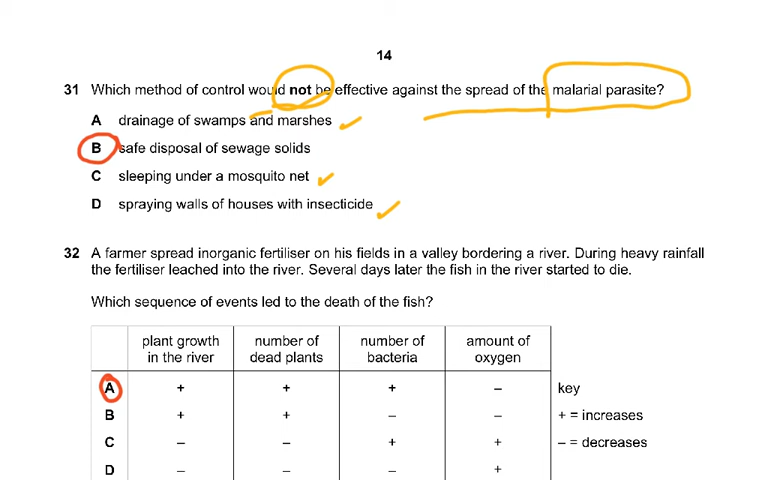 14
31 Which method of control would not be effective against the spread of the malarial parasite?
A drainage of swamps and marshes
B safe disposal of sewage solids
C sleeping under a mosquito net
D spraying walls of houses with insecticide
32 A farmer spread inorganic fertiliser on his fields in a valley bordering a river. During heavy rainfall
the fertiliser leached into the river. Several days later the fish in the river started to die.
Which sequence of events led to the death of the fish?
plant growth in the river number of dead plants number of bacteria amount of oxygen
A + + + – key
B + + – – + = increases
C – – + + – = decreases
D – – – +